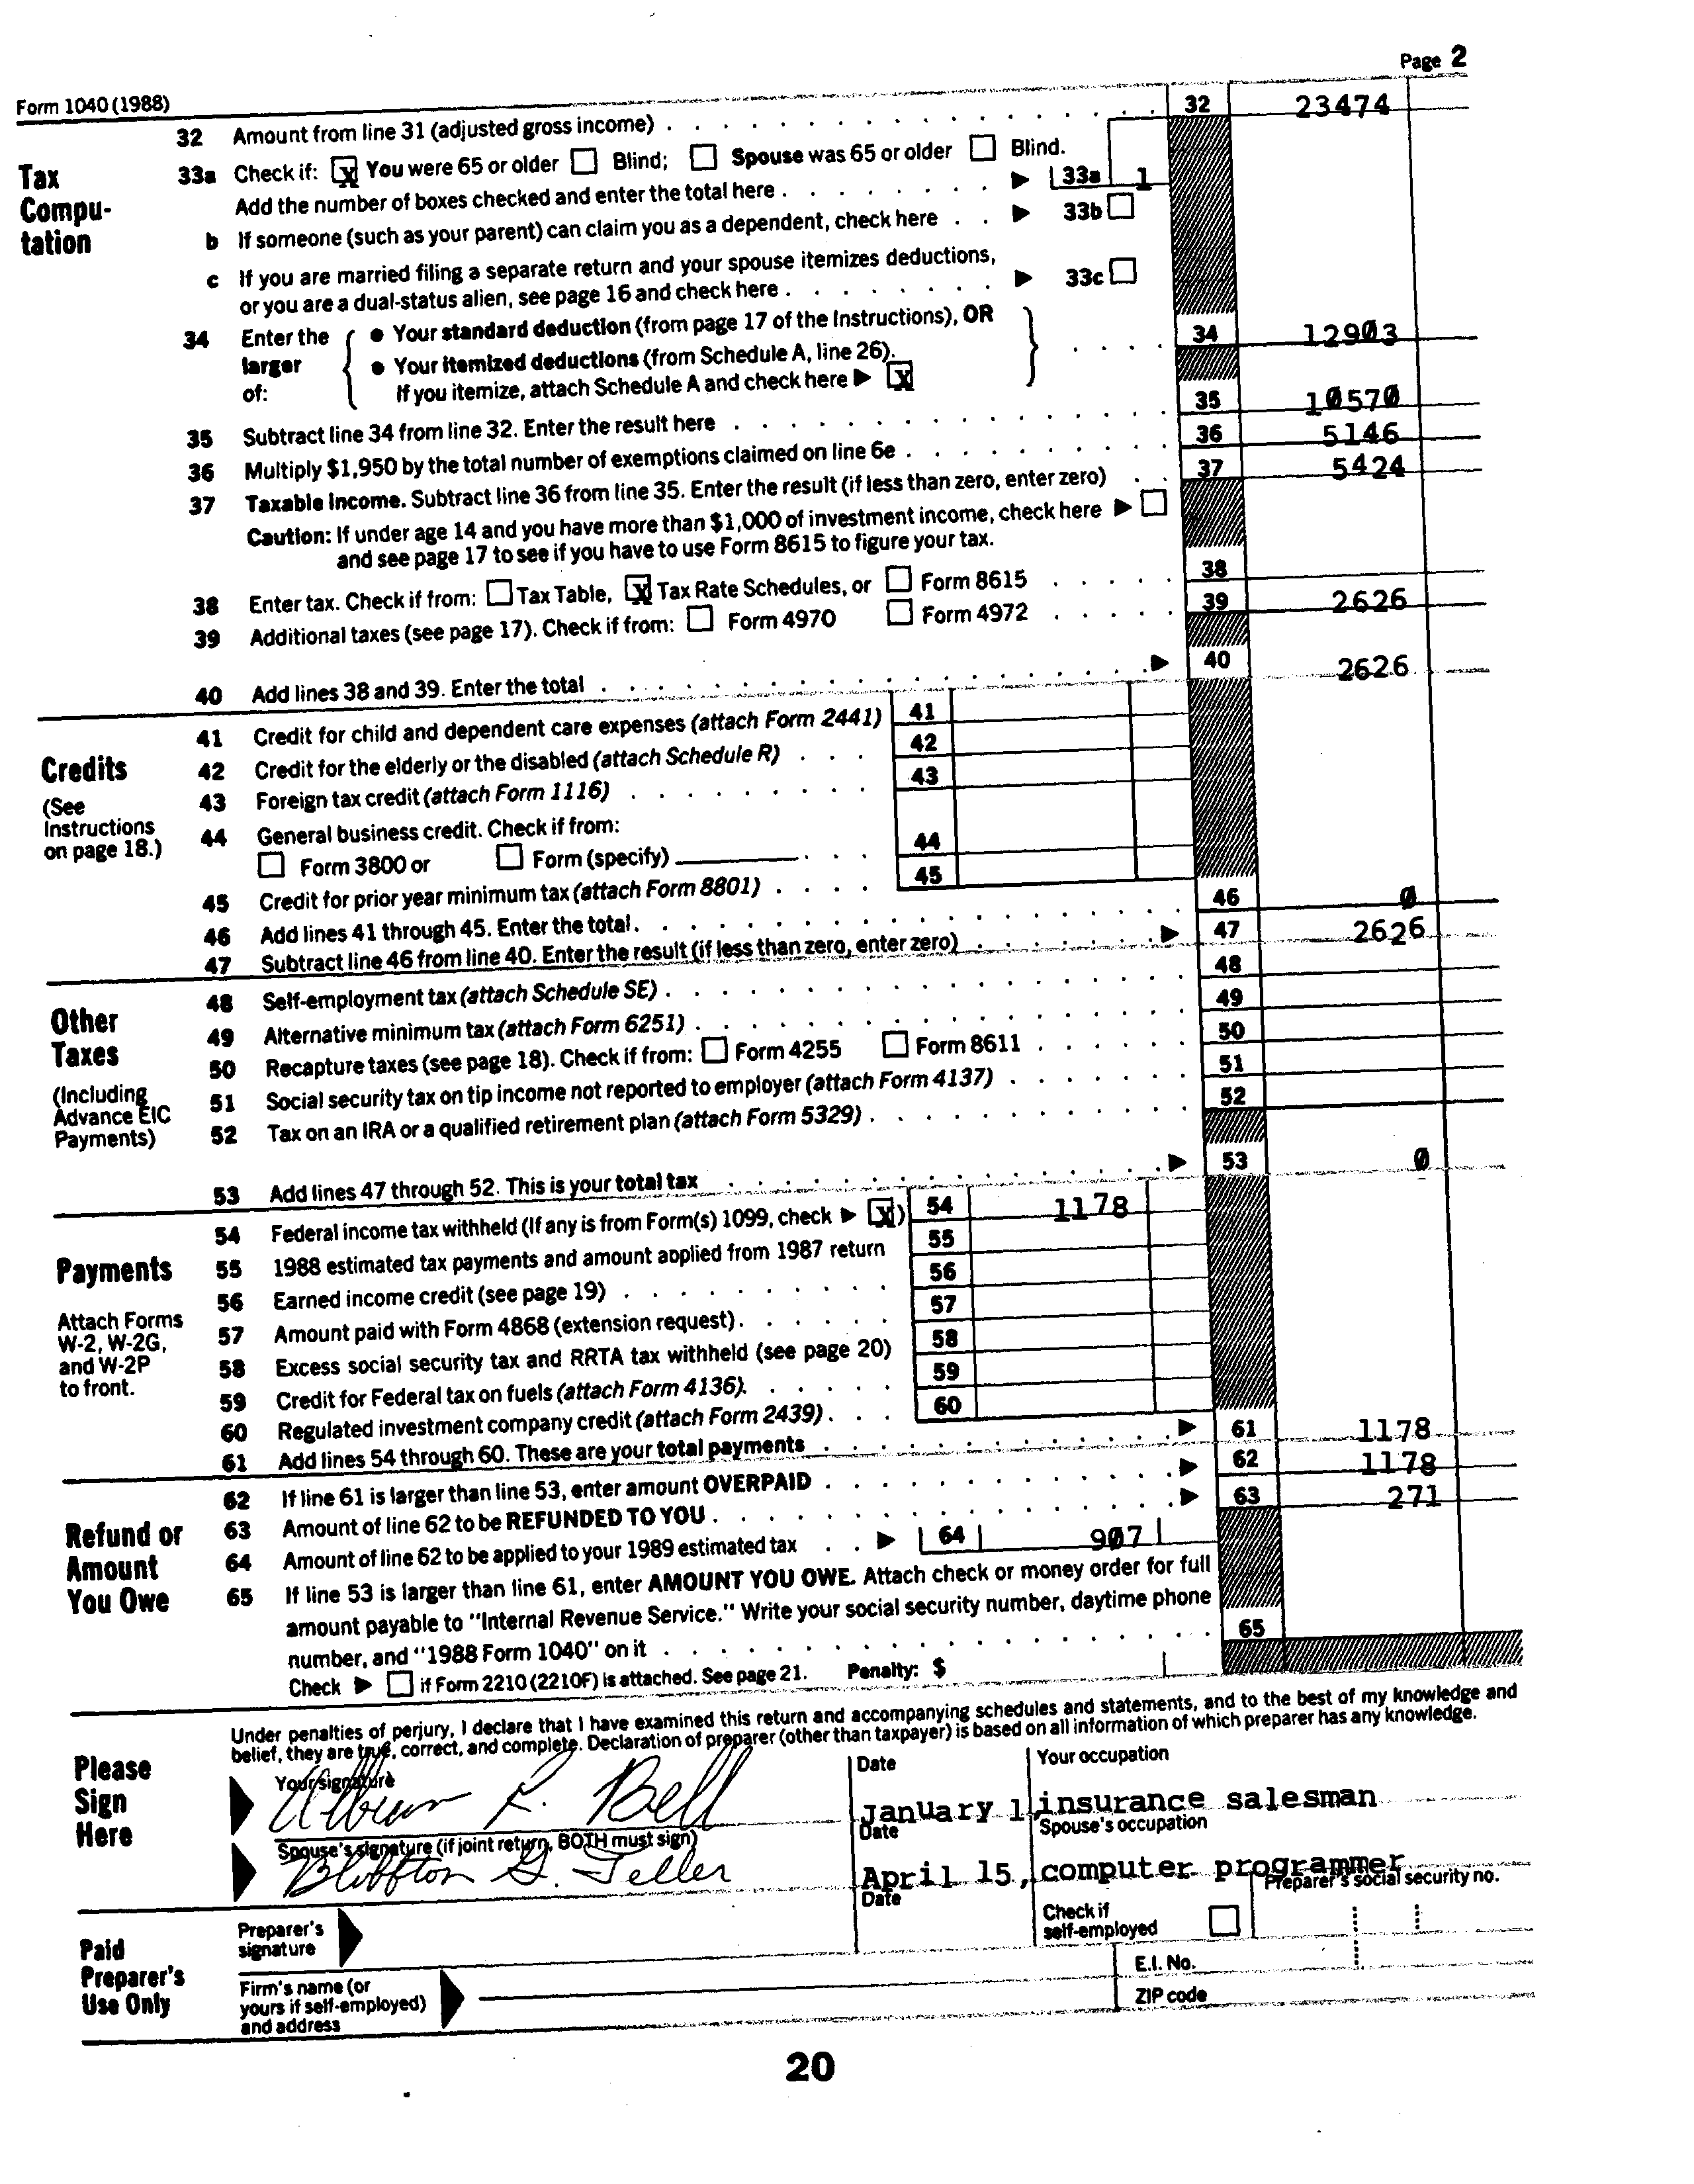 Page 2
Form 1040 (1988)
Tax Compu-tation
32 Amount from line 31 (adjusted gross income) . . . 32 23474
33a Check if: [X] You were 65 or older [ ] Blind; [ ] Spouse was 65 or older [ ] Blind.
Add the number of boxes checked and enter the total here . . . ▶ 33a 1
b If someone (such as your parent) can claim you as a dependent, check here . . ▶ 33b [ ]
c If you are married filing a separate return and your spouse itemizes deductions,
or you are a dual-status alien, see page 16 and check here . . . ▶ 33c [ ]
34 Enter the larger of: { • Your standard deduction (from page 17 of the Instructions), OR
• Your itemized deductions (from Schedule A, line 26).
If you itemize, attach Schedule A and check here ▶ [X] } . . . . 34 12903
35 Subtract line 34 from line 32. Enter the result here . . . 35 10570
36 Multiply $1,950 by the total number of exemptions claimed on line 6e . . . 36 5146
37 Taxable income. Subtract line 36 from line 35. Enter the result (if less than zero, enter zero) . . 37 5424
Caution: If under age 14 and you have more than $1,000 of investment income, check here ▶ [ ]
and see page 17 to see if you have to use Form 8615 to figure your tax.
38 Enter tax. Check if from: [ ] Tax Table, [X] Tax Rate Schedules, or [ ] Form 8615 . . . . . 38
39 Additional taxes (see page 17). Check if from: [ ] Form 4970 [ ] Form 4972 . . . . . 39 2626
40 Add lines 38 and 39. Enter the total . . . ▶ 40 2626
Credits
(See Instructions on page 18.)
41 Credit for child and dependent care expenses (attach Form 2441) 41
42 Credit for the elderly or the disabled (attach Schedule R) . . . 42
43 Foreign tax credit (attach Form 1116) . . . 43
44 General business credit. Check if from:
[ ] Form 3800 or [ ] Form (specify) ______ . . . 44
45 Credit for prior year minimum tax (attach Form 8801) . . . . 45
46 Add lines 41 through 45. Enter the total . . . 46 0
47 Subtract line 46 from line 40. Enter the result (if less than zero, enter zero) . . . ▶ 47 2626
Other Taxes
(Including Advance EIC Payments)
48 Self-employment tax (attach Schedule SE) . . . 48
49 Alternative minimum tax (attach Form 6251) . . . 49
50 Recapture taxes (see page 18). Check if from: [ ] Form 4255 [ ] Form 8611 . . . 50
51 Social security tax on tip income not reported to employer (attach Form 4137) . . . 51
52 Tax on an IRA or a qualified retirement plan (attach Form 5329) . . . 52
53 Add lines 47 through 52. This is your total tax . . . ▶ 53 0
Payments
Attach Forms W-2, W-2G, and W-2P to front.
54 Federal income tax withheld (If any is from Form(s) 1099, check ▶ [X]) 54 1178
55 1988 estimated tax payments and amount applied from 1987 return 55
56 Earned income credit (see page 19) . . . 56
57 Amount paid with Form 4868 (extension request) . . . 57
58 Excess social security tax and RRTA tax withheld (see page 20) 58
59 Credit for Federal tax on fuels (attach Form 4136). . . . 59
60 Regulated investment company credit (attach Form 2439) . . . 60
61 Add lines 54 through 60. These are your total payments . . . ▶ 61 1178
Refund or Amount You Owe
62 If line 61 is larger than line 53, enter amount OVERPAID . . . ▶ 62 1178
63 Amount of line 62 to be REFUNDED TO YOU . . . ▶ 63 271
64 Amount of line 62 to be applied to your 1989 estimated tax . . ▶ 64 907
65 If line 53 is larger than line 61, enter AMOUNT YOU OWE. Attach check or money order for full
amount payable to "Internal Revenue Service." Write your social security number, daytime phone
number, and "1988 Form 1040" on it . . . 65
Check ▶ [ ] if Form 2210 (2210F) is attached. See page 21. Penalty: $
Please Sign Here
Under penalties of perjury, I declare that I have examined this return and accompanying schedules and statements, and to the best of my knowledge and
belief, they are true, correct, and complete. Declaration of preparer (other than taxpayer) is based on all information of which preparer has any knowledge.
Your signature Date Your occupation
R. Bell January 1 insurance salesman
Spouse's signature (if joint return, BOTH must sign) Date Spouse's occupation
Bluffton G. Teller April 15, computer programmer
Paid Preparer's Use Only
Preparer's signature Date Check if self-employed [ ] Preparer's social security no.
Firm's name (or yours if self-employed) and address E.I. No.
ZIP code
20